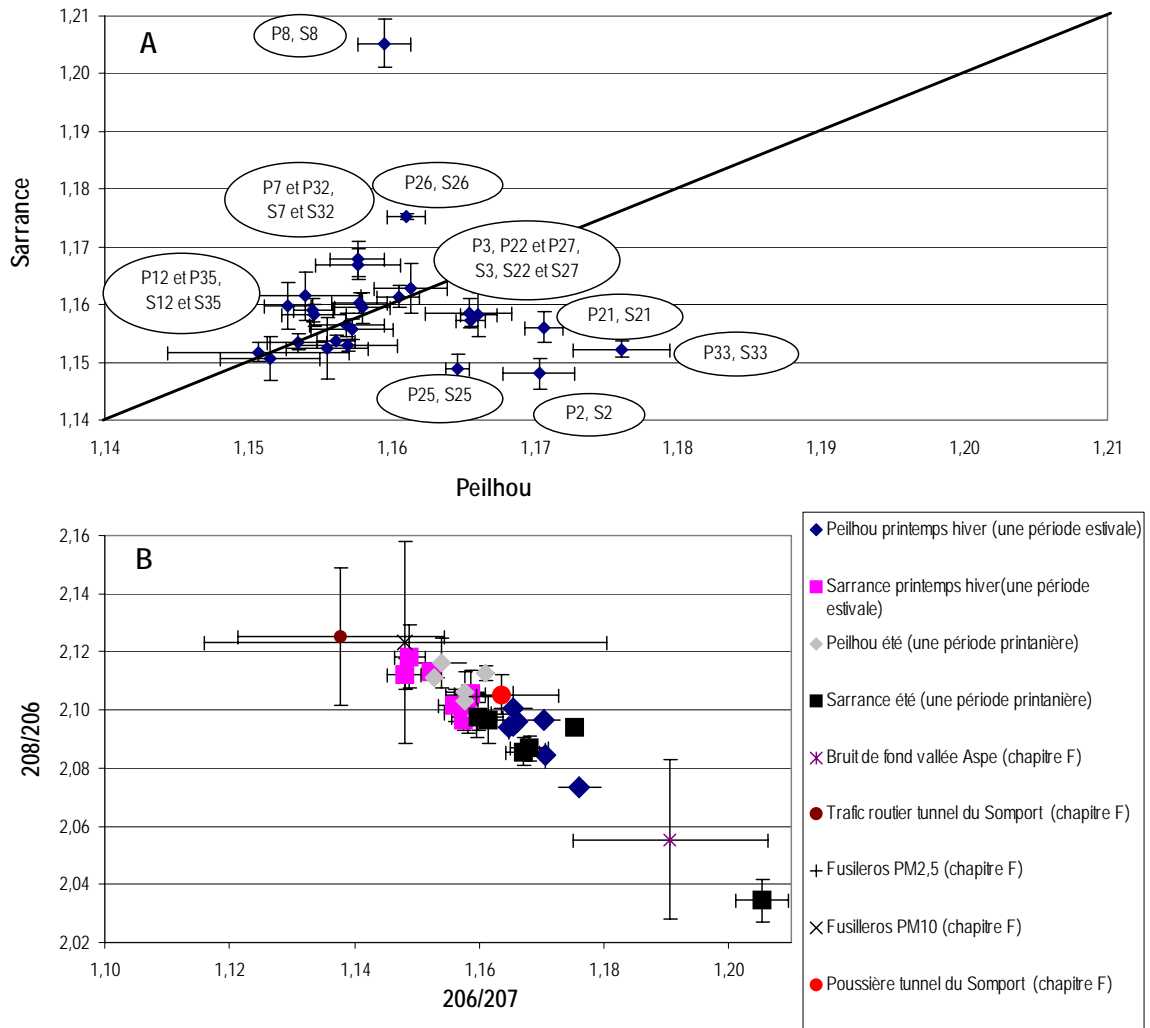 A
P8, S8
P7 et P32,
S7 et S32
P26, S26
P3, P22 et P27,
S3, S22 et S27
P12 et P35,
S12 et S35
P21, S21
P33, S33
P25, S25
P2, S2
1,21
1,20
1,19
1,18
1,17
1,16
1,15
1,14
Sarrance
1,14
1,15
1,16
1,17
1,18
1,19
1,20
1,21
Peilhou
B
2,16
2,14
2,12
2,10
2,08
2,06
2,04
2,02
208/206
1,10
1,12
1,14
1,16
1,18
1,20
206/207
Peilhou printemps hiver (une période estivale)
Sarrance printemps hiver(une période
estivale)
Peilhou été (une période printanière)
Sarrance été (une période printanière)
Bruit de fond vallée Aspe (chapitre F)
Trafic routier tunnel du Somport (chapitre F)
Fusileros PM2,5 (chapitre F)
Fusilleros PM10 (chapitre F)
Poussière tunnel du Somport (chapitre F)